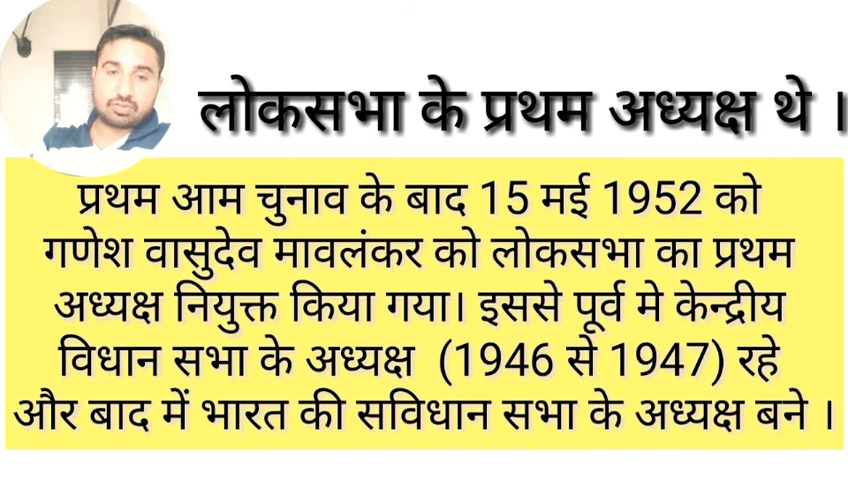 लोकसभा के प्रथम अध्यक्ष थे ।
प्रथम आम चुनाव के बाद 15 मई 1952 को
गणेश वासुदेव मावलंकर को लोकसभा का प्रथम
अध्यक्ष नियुक्त किया गया। इससे पूर्व मे केन्द्रीय
विधान सभा के अध्यक्ष (1946 से 1947) रहे
और बाद में भारत की सविधान सभा के अध्यक्ष बने ।